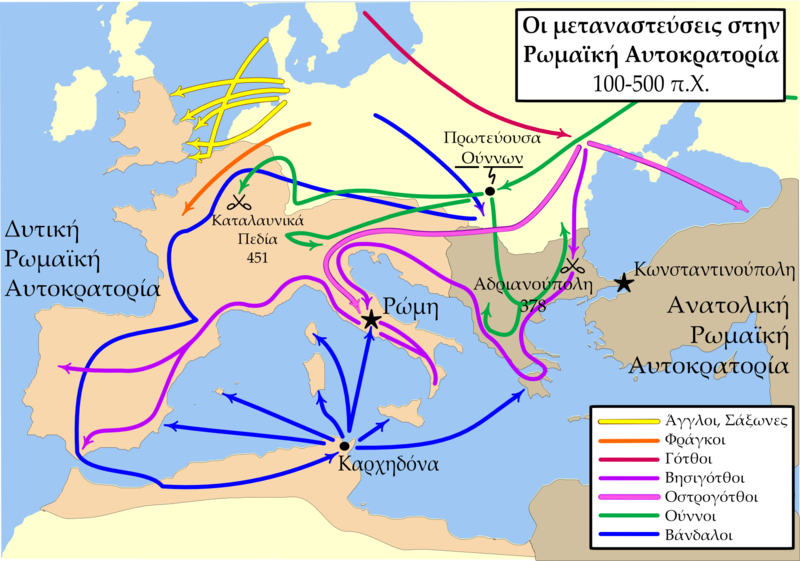 Οι μεταναστεύσεις στην
Ρωμαϊκή Αυτοκρατορία
100-500 π.Χ.
Πρωτεύουσα
Ούννων
Καταλαυνικά
Πεδία
451
Δυτική
Ρωμαϊκή
Αυτοκρατορία
Αδριανούπολη
378
Κωνσταντινούπολη
Ρώμη
Ανατολική
Ρωμαϊκή
Αυτοκρατορία
Καρχηδόνα
Άγγλοι, Σάξωνες
Φράγκοι
Γότθοι
Βησιγότθοι
Οστρογότθοι
Ούννοι
Βάνδαλοι